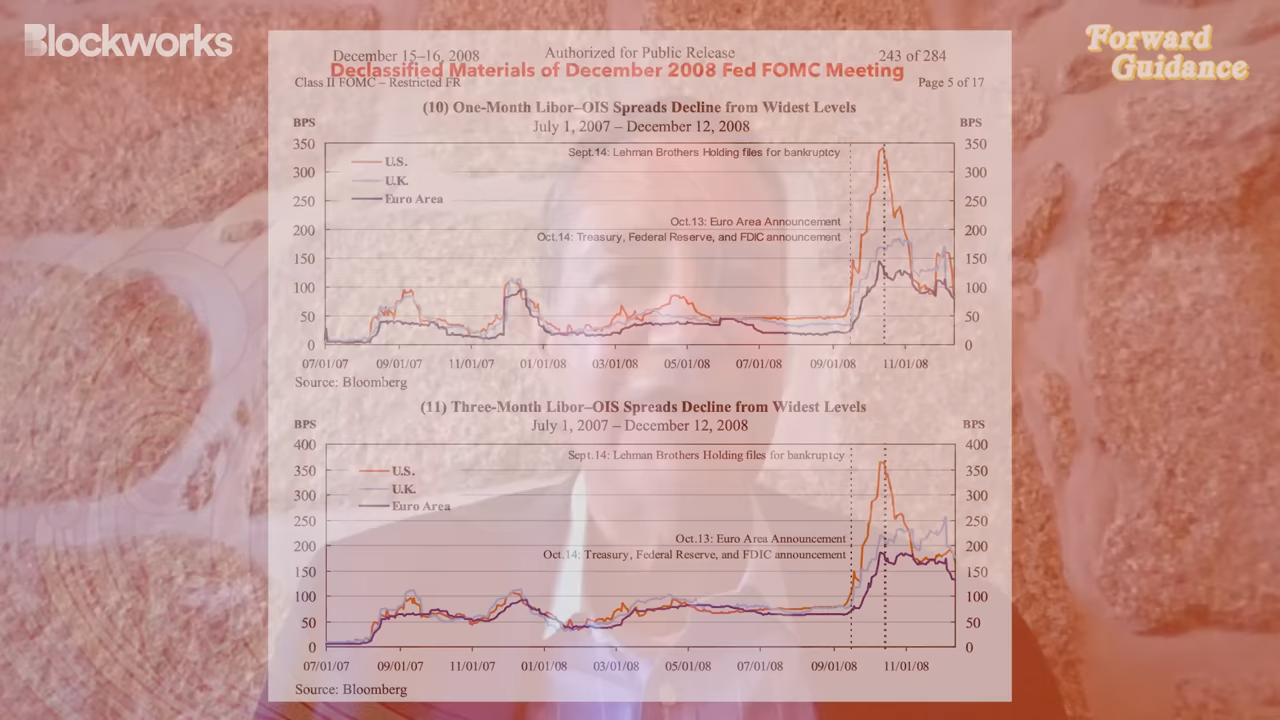 Blockworks
Forward
Guidance
December 15–16, 2008 Authorized for Public Release 243 of 284
Declassified Materials of December 2008 Fed FOMC Meeting
Class II FOMC – Restricted FR Page 5 of 17
(10) One-Month Libor–OIS Spreads Decline from Widest Levels
BPS July 1, 2007 – December 12, 2008 BPS
350 Sept.14: Lehman Brothers Holding files for bankruptcy 350
U.S.
300 300
U.K.
250 Euro Area 250
Oct.13: Euro Area Announcement
200 Oct.14: Treasury, Federal Reserve, and FDIC announcement 200
150 150
100 100
50 50
0 0
07/01/07 09/01/07 11/01/07 01/01/08 03/01/08 05/01/08 07/01/08 09/01/08 11/01/08
Source: Bloomberg
(11) Three-Month Libor–OIS Spreads Decline from Widest Levels
BPS July 1, 2007 – December 12, 2008 BPS
400 400
Sept.14: Lehman Brothers Holding files for bankruptcy
350 U.S. 350
U.K.
300 300
Euro Area
250 250
Oct.13: Euro Area Announcement
200 Oct.14: Treasury, Federal Reserve, and FDIC announcement 200
150 150
100 100
50 50
0 0
07/01/07 09/01/07 11/01/07 01/01/08 03/01/08 05/01/08 07/01/08 09/01/08 11/01/08
Source: Bloomberg